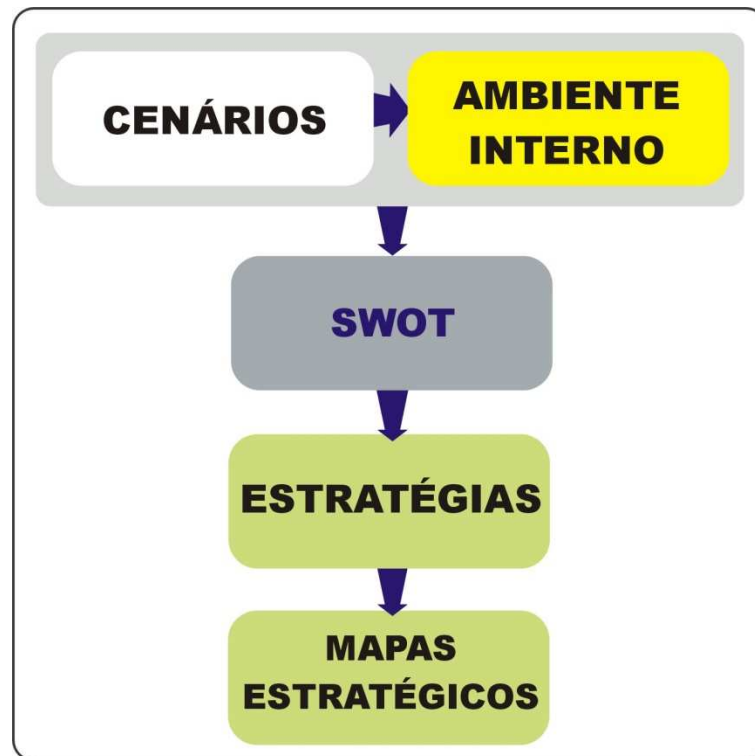 CENÁRIOS
AMBIENTE
INTERNO
SWOT
ESTRATÉGIAS
MAPAS
ESTRATÉGICOS